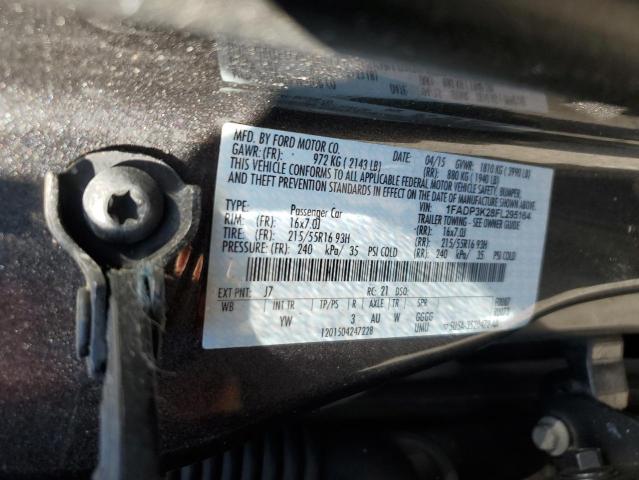 MFD. BY FORD MOTOR CO.
04/15 GVWR: 1810 KG ( 3990 LB)
GAWR: (FR): 972 KG ( 2143 LB) (RR): 880 KG ( 1940 LB)
THIS VEHICLE CONFORMS TO ALL APPLICABLE FEDERAL MOTOR VEHICLE SAFETY, BUMPER,
AND THEFT PREVENTION STANDARDS IN EFFECT ON THE DATE OF MANUFACTURE SHOWN ABOVE.
VIN: 1FADP3K28FL295164
TYPE: Passenger Car TRAILER TOWING - SEE OWNERS GUIDE
RIM: (FR): 16x7.0J (RR): 16x7.0J
TIRE: (FR): 215/55R16 93H (RR): 215/55R16 93H
PRESSURE: (FR): 240 kPa/ 35 PSI COLD (RR): 240 kPa/ 35 PSI COLD
EXT PNT: J7 RC: 21 DSO:
WB INT TR TP/PS R AXLE TR SPR
YW 3 AU W GGGG
1201504247228 UMU